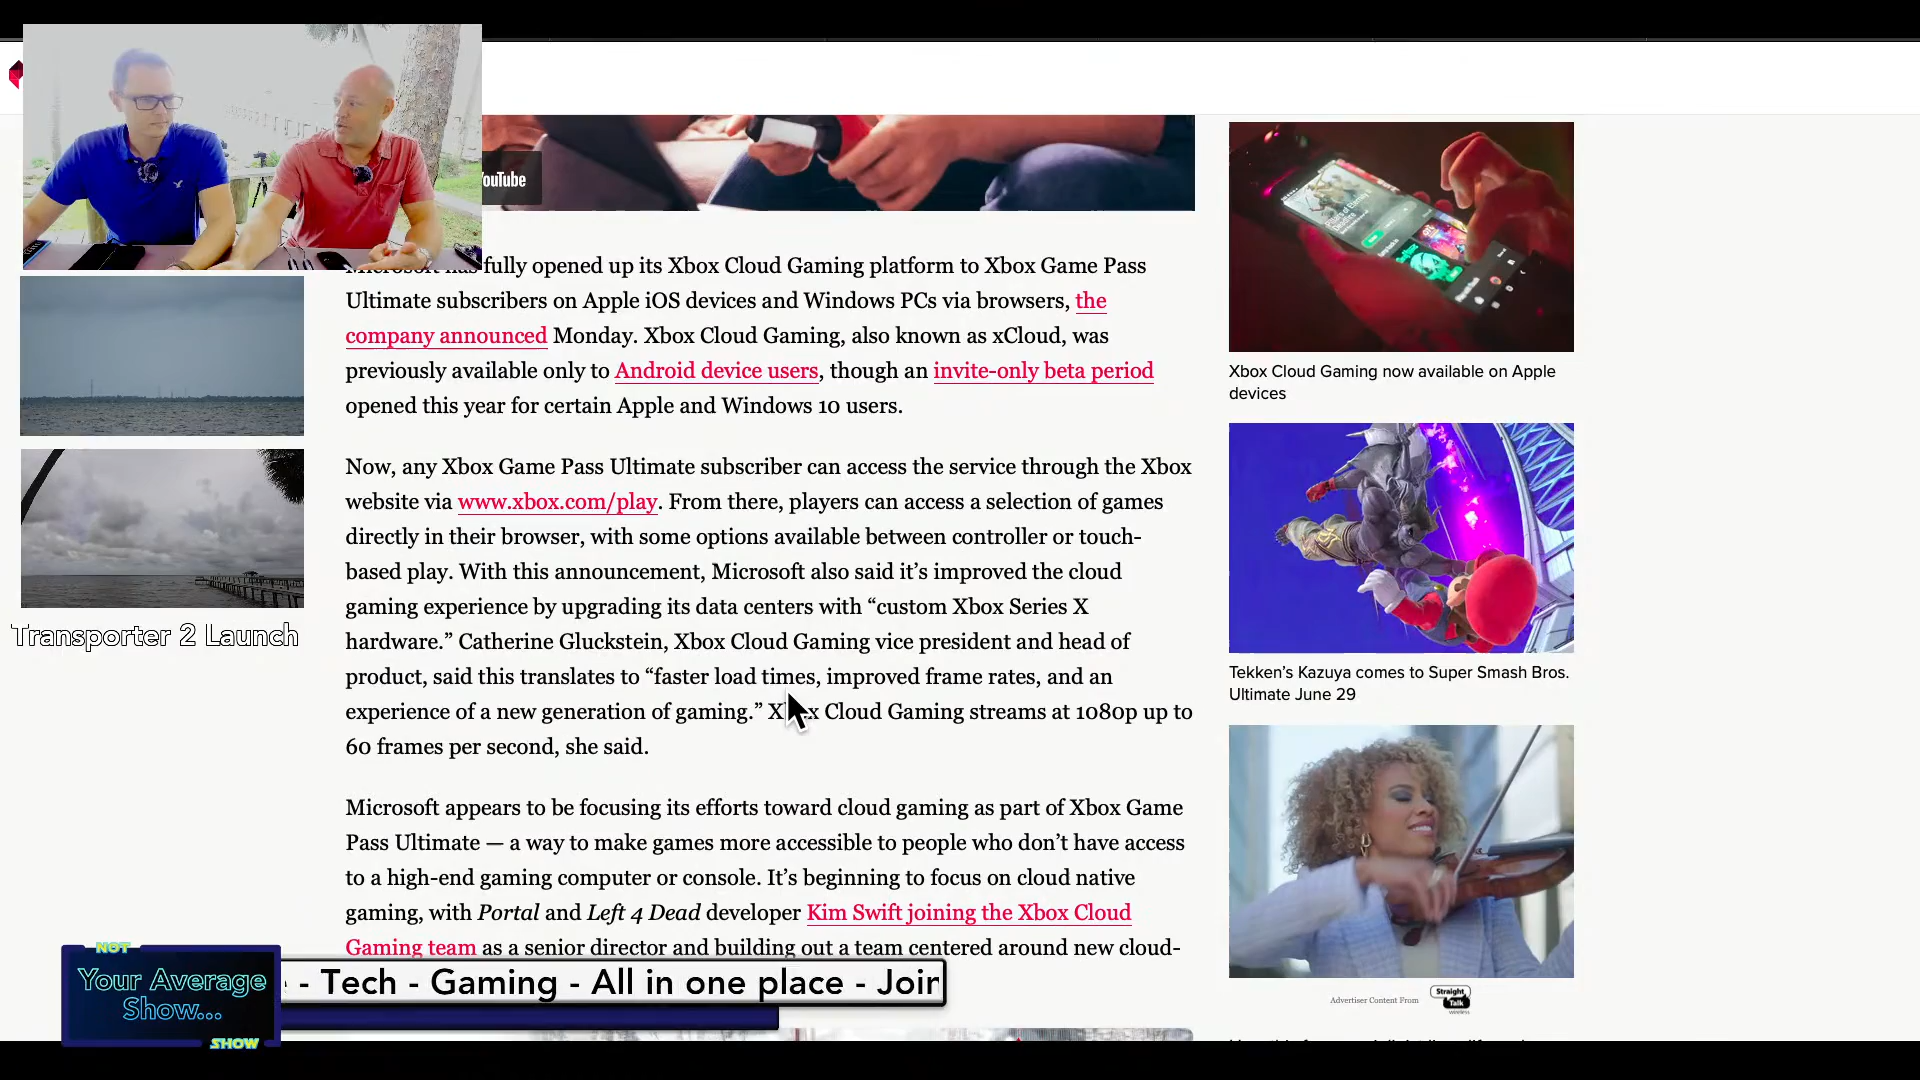 YouTube
fully opened up its Xbox Cloud Gaming platform to Xbox Game Pass
Ultimate subscribers on Apple iOS devices and Windows PCs via browsers, the
company announced Monday. Xbox Cloud Gaming, also known as xCloud, was
previously available only to Android device users, though an invite-only beta period
opened this year for certain Apple and Windows 10 users.
Now, any Xbox Game Pass Ultimate subscriber can access the service through the Xbox
website via www.xbox.com/play. From there, players can access a selection of games
directly in their browser, with some options available between controller or touch-
based play. With this announcement, Microsoft also said it’s improved the cloud
gaming experience by upgrading its data centers with “custom Xbox Series X
hardware.” Catherine Gluckstein, Xbox Cloud Gaming vice president and head of
product, said this translates to “faster load times, improved frame rates, and an
experience of a new generation of gaming.” Xbox Cloud Gaming streams at 1080p up to
60 frames per second, she said.
Microsoft appears to be focusing its efforts toward cloud gaming as part of Xbox Game
Pass Ultimate — a way to make games more accessible to people who don’t have access
to a high-end gaming computer or console. It’s beginning to focus on cloud native
gaming, with Portal and Left 4 Dead developer Kim Swift joining the Xbox Cloud
Gaming team as a senior director and building out a team centered around new cloud-
Xbox Cloud Gaming now available on Apple
devices
Tekken’s Kazuya comes to Super Smash Bros.
Ultimate June 29
Advertiser Content From
Straight
Talk
wireless
Transporter 2 Launch
NOT
Your Average
Show...
SHOW
- Tech - Gaming - All in one place - Join